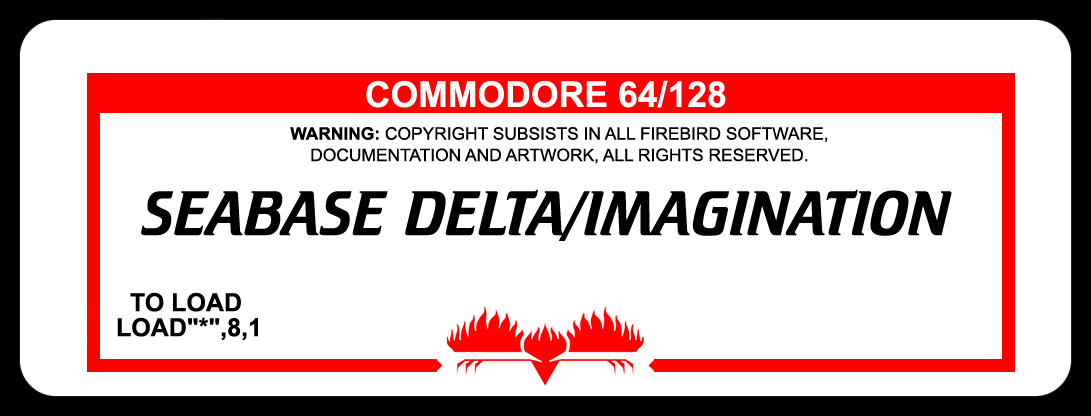 COMMODORE 64/128
WARNING: COPYRIGHT SUBSISTS IN ALL FIREBIRD SOFTWARE,
DOCUMENTATION AND ARTWORK, ALL RIGHTS RESERVED.
SEABASE DELTA/IMAGINATION
TO LOAD
LOAD"*",8,1